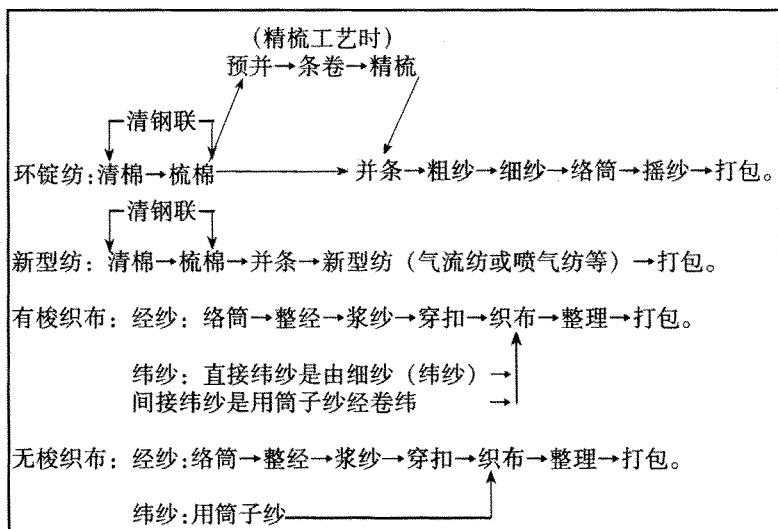 (精梳工艺时)
预并→条卷→精梳
清钢联
环锭纺:清棉→梳棉→并条→粗纱→细纱→络筒→摇纱→打包。
清钢联
新型纺:清棉→梳棉→并条→新型纺(气流纺或喷气纺等)→打包。
有梭织布:经纱:络筒→整经→浆纱→穿扣→织布→整理→打包。
纬纱:直接纬纱是由细纱(纬纱)→
间接纬纱是用筒子纱经卷纬→
无梭织布:经纱:络筒→整经→浆纱→穿扣→织布→整理→打包。
纬纱:用筒子纱